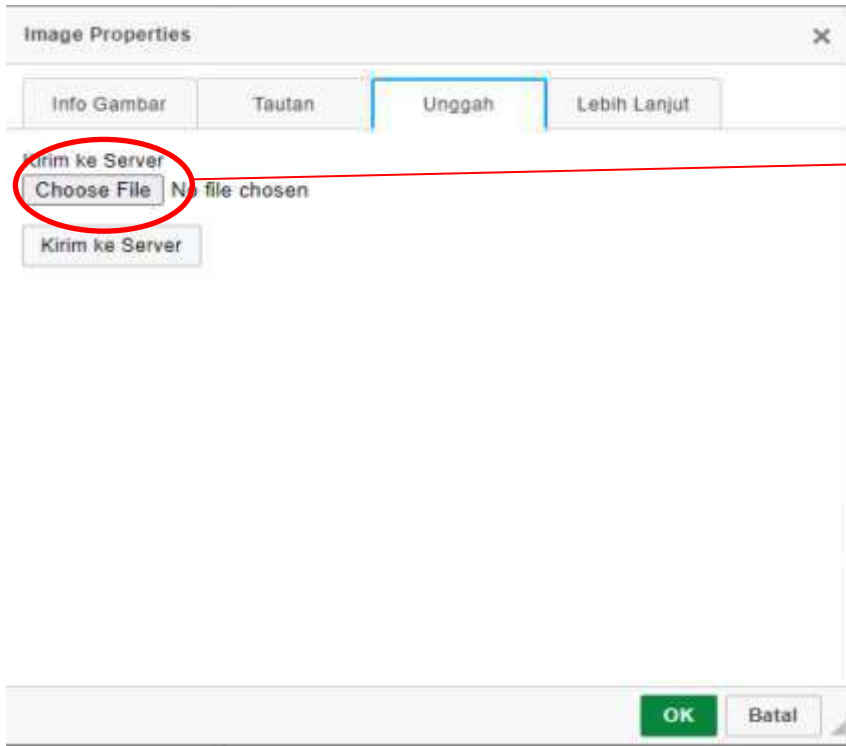 Image Properties ×
Info Gambar Tautan Unggah Lebih Lanjut
Kirim ke Server
Choose File No file chosen
Kirim ke Server
OK Batal